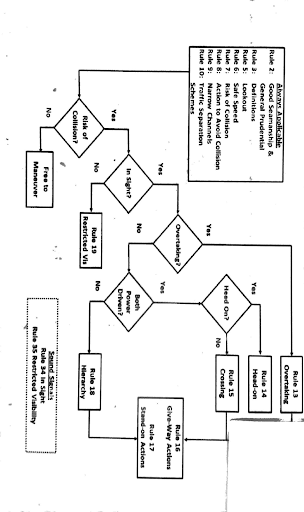 Always Applicable
Rule 2: Good Seamanship &
General Prudential
Rule 3: Definitions
Rule 5: Lookout
Rule 6: Safe Speed
Rule 7: Risk of Collision
Rule 8: Action to Avoid Collision
Rule 9: Narrow Channels
Rule 10: Traffic Separation
Schemes
Risk of
Collision?
Yes
No
Free to
Maneuver
In Sight?
Yes
No
Rule 19
Restricted Vis
Overtaking?
Yes
No
Both
Power
Driven?
Yes
No
Head On?
Yes
No
Rule 13
Overtaking
Rule 14
Head-on
Rule 15
Crossing
Rule 18
Hierarchy
Rule 16
Give-Way Actions
Rule 17
Stand-on Actions
Sound Signals
Rule 34 In Sight
Rule 35 Restricted Visibility